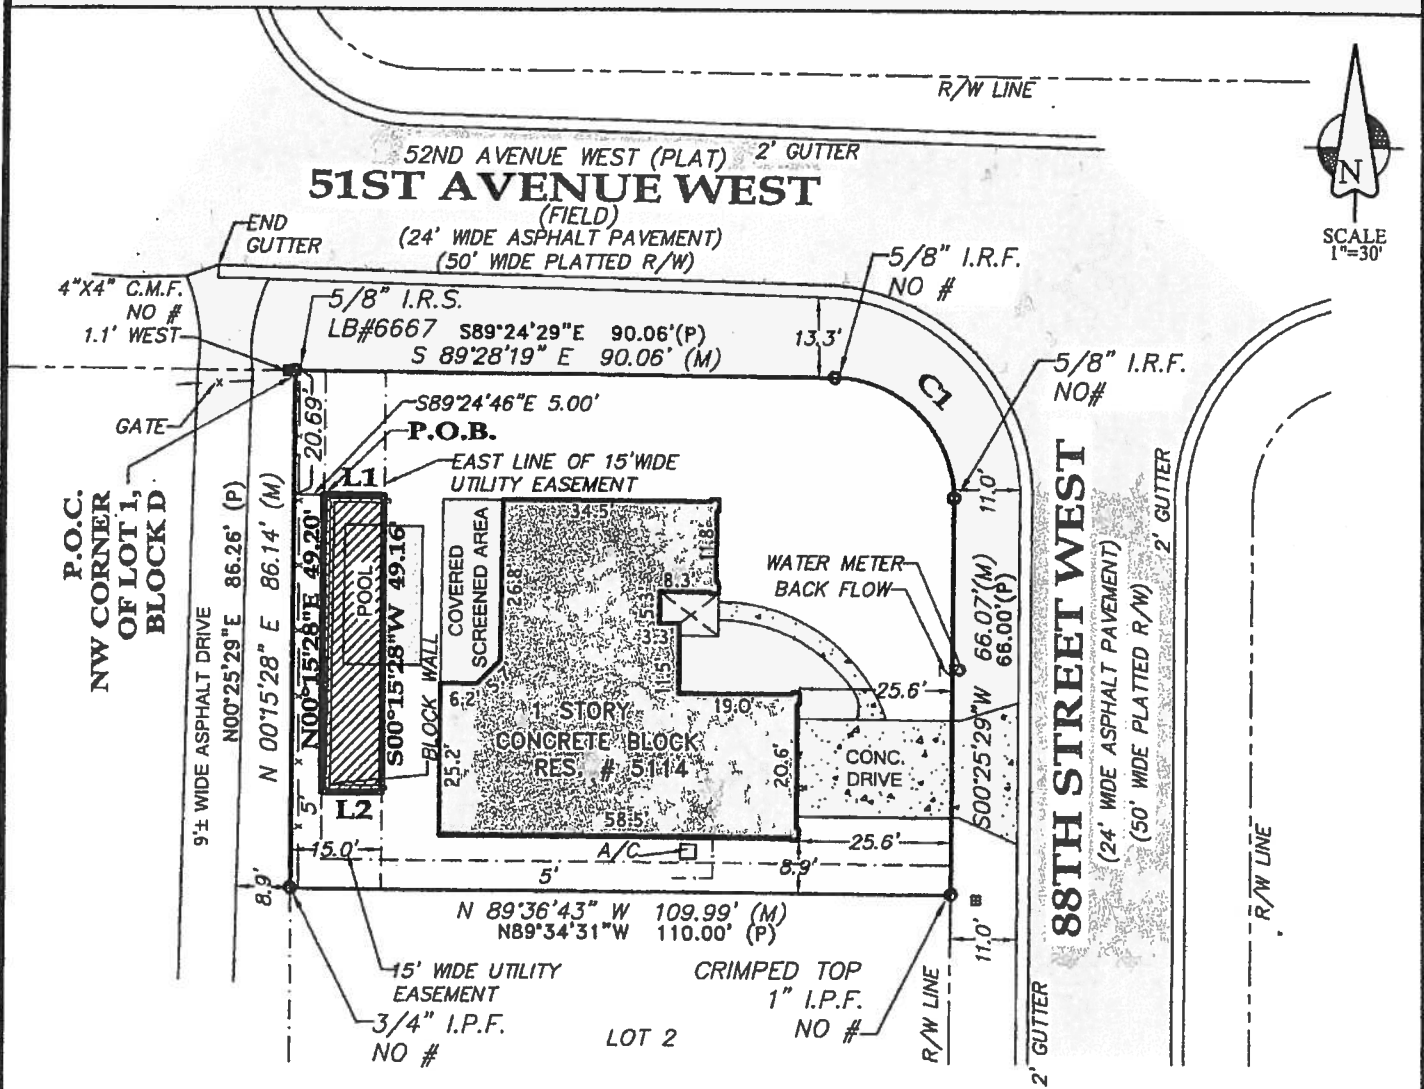 R/W LINE
52ND AVENUE WEST (PLAT)
2' GUTTER
51ST AVENUE WEST
(FIELD)
(24' WIDE ASPHALT PAVEMENT)
(50' WIDE PLATTED R/W)
N
SCALE
1"=30'
END
GUTTER
4"X4" C.M.F.
NO #
1.1' WEST
5/8" I.R.S.
LB#6667
S89°24'29"E 90.06'(P)
S 89°28'19" E 90.06' (M)
13.3'
5/8" I.R.F.
NO #
C1
5/8" I.R.F.
NO#
GATE
20.69'
S89°24'46"E 5.00'
P.O.B.
EAST LINE OF 15'WIDE
UTILITY EASEMENT
L1
P.O.C.
NW CORNER
OF LOT 1,
BLOCK D
9'± WIDE ASPHALT DRIVE
N00°25'29"E 86.26' (P)
N 00°15'28" E 86.14' (M)
N00°15'28"E 49.20'
POOL
S00°15'28"W 49.16'
BLOCK WALL
COVERED
SCREENED AREA
34.5'
11.8'
26.8'
8.3'
5.3'
3.3'
11.5'
6.2'
19.0'
25.2'
1 STORY
CONCRETE BLOCK
RES. # 5114
20.6'
58.5'
WATER METER
BACK FLOW
25.6'
CONC.
DRIVE
11.0'
66.07'(M)
66.00'(P)
S00°25'29"W
88TH STREET WEST
(24' WIDE ASPHALT PAVEMENT)
(50' WIDE PLATTED R/W)
2' GUTTER
L2
5'
15.0'
A/C
25.6'
8.9'
5'
8.9'
N 89°36'43" W 109.99' (M)
N89°34'31"W 110.00' (P)
11.0'
R/W LINE
15' WIDE UTILITY
EASEMENT
3/4" I.P.F.
NO #
LOT 2
CRIMPED TOP
1" I.P.F.
NO #
R/W LINE
2' GUTTER